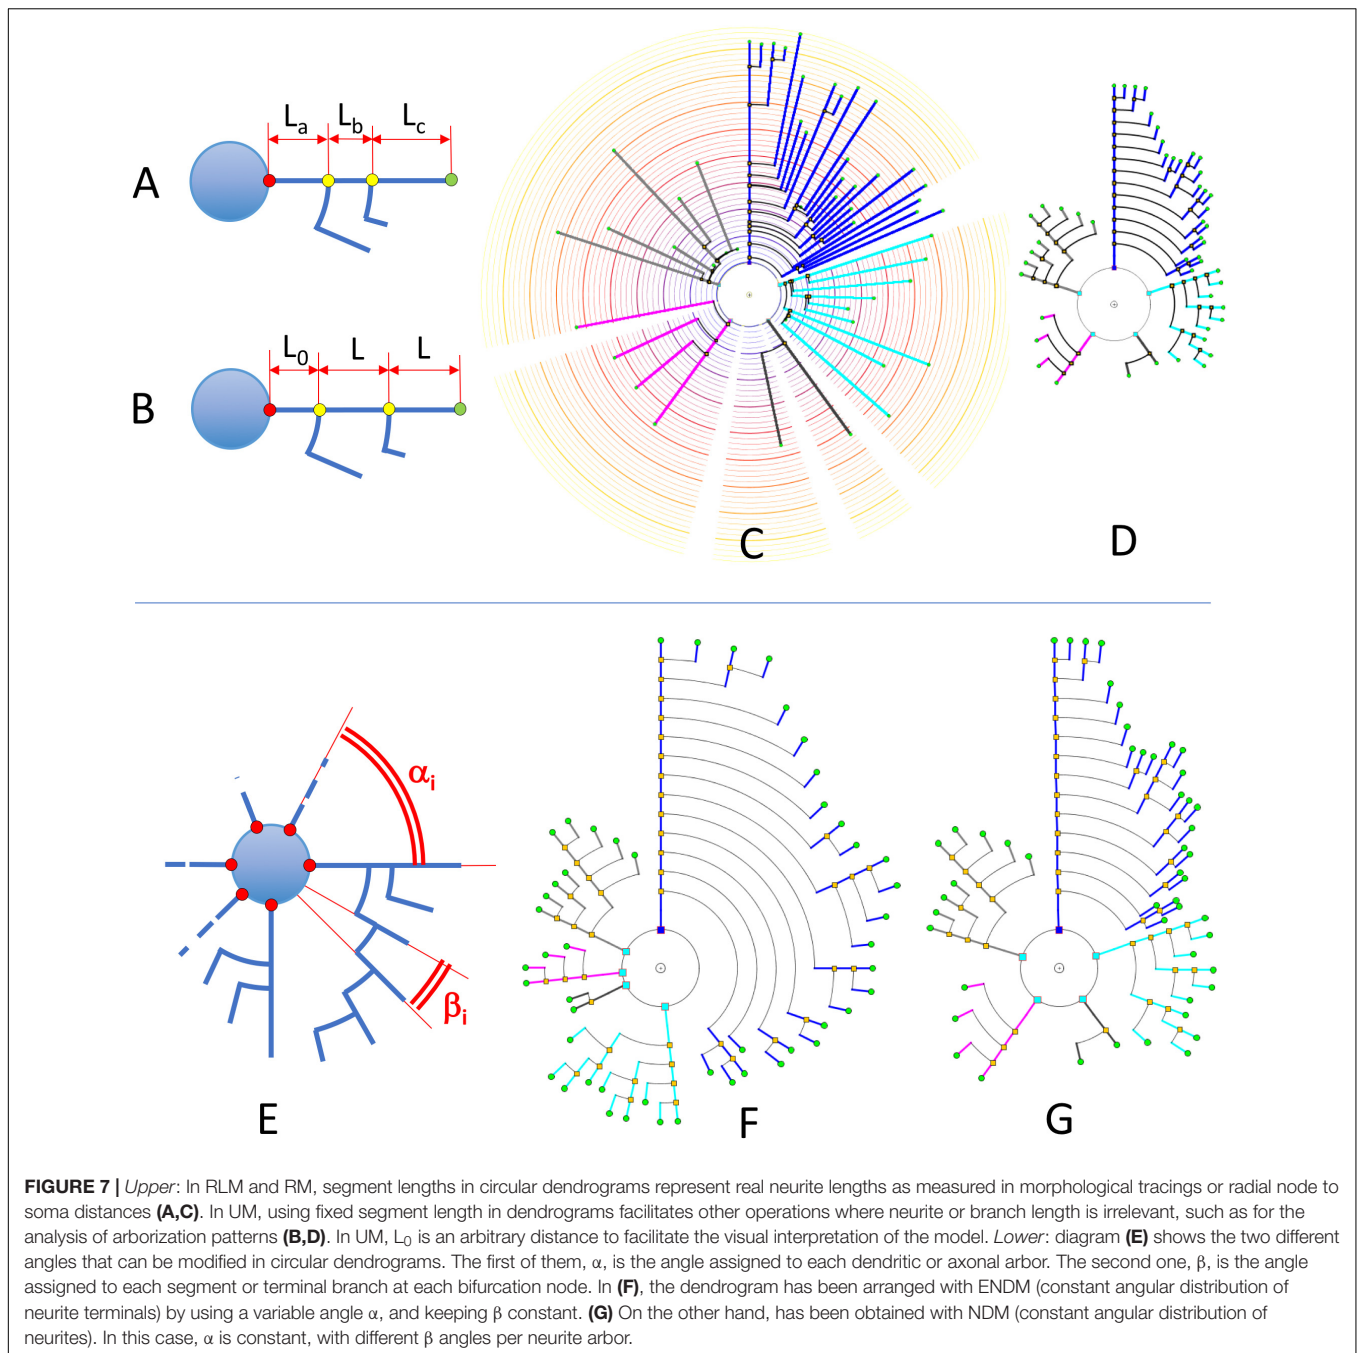 L_a L_b L_c
A
L_0 L L
B
C
D
α_i
β_i
E
F
G
FIGURE 7 | Upper: In RLM and RM, segment lengths in circular dendrograms represent real neurite lengths as measured in morphological tracings or radial node to
soma distances (A,C). In UM, using fixed segment length in dendrograms facilitates other operations where neurite or branch length is irrelevant, such as for the
analysis of arborization patterns (B,D). In UM, L_0 is an arbitrary distance to facilitate the visual interpretation of the model. Lower: diagram (E) shows the two different
angles that can be modified in circular dendrograms. The first of them, α, is the angle assigned to each dendritic or axonal arbor. The second one, β, is the angle
assigned to each segment or terminal branch at each bifurcation node. In (F), the dendrogram has been arranged with ENDM (constant angular distribution of
neurite terminals) by using a variable angle α, and keeping β constant. (G) On the other hand, has been obtained with NDM (constant angular distribution of
neurites). In this case, α is constant, with different β angles per neurite arbor.